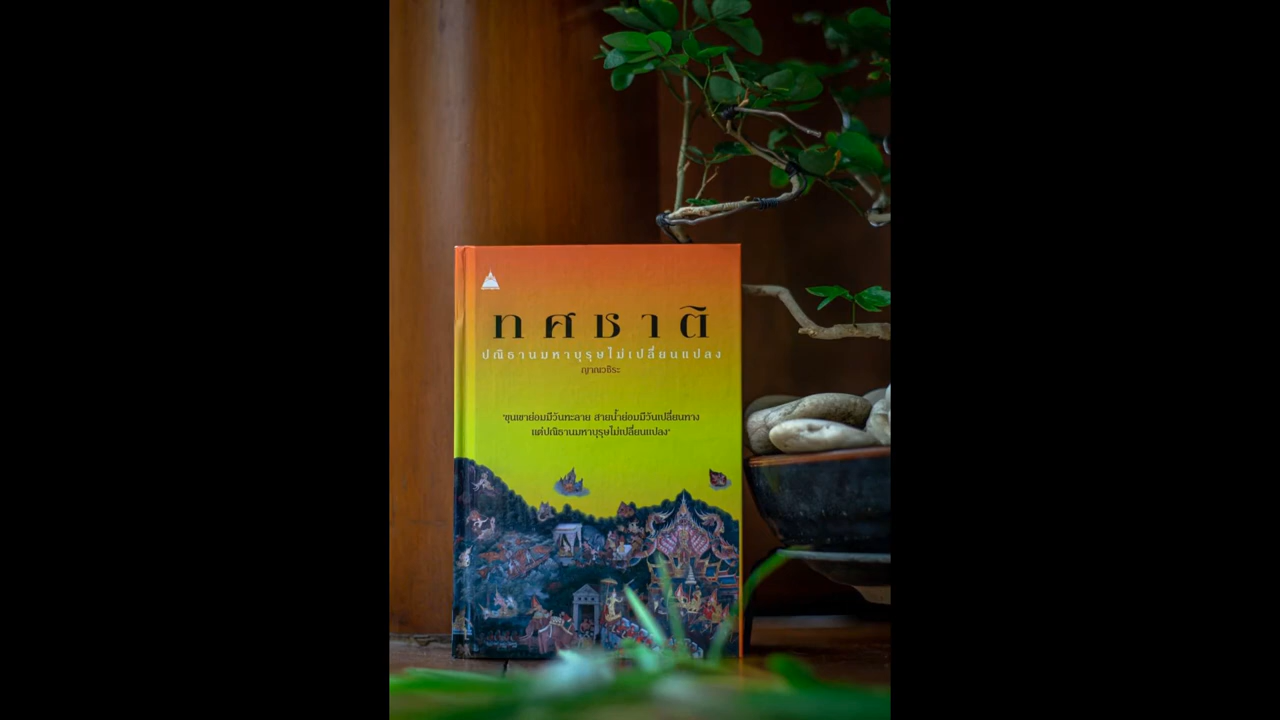 ทศชาติ
ปณิธานมหาบุรุษไม่เปลี่ยนแปลง
ญาณวชิระ
"ขุนเขาย่อมมีวันทะลาย สายน้ำย่อมมีวันเปลี่ยนทาง
แต่ปณิธานมหาบุรุษไม่เปลี่ยนแปลง"